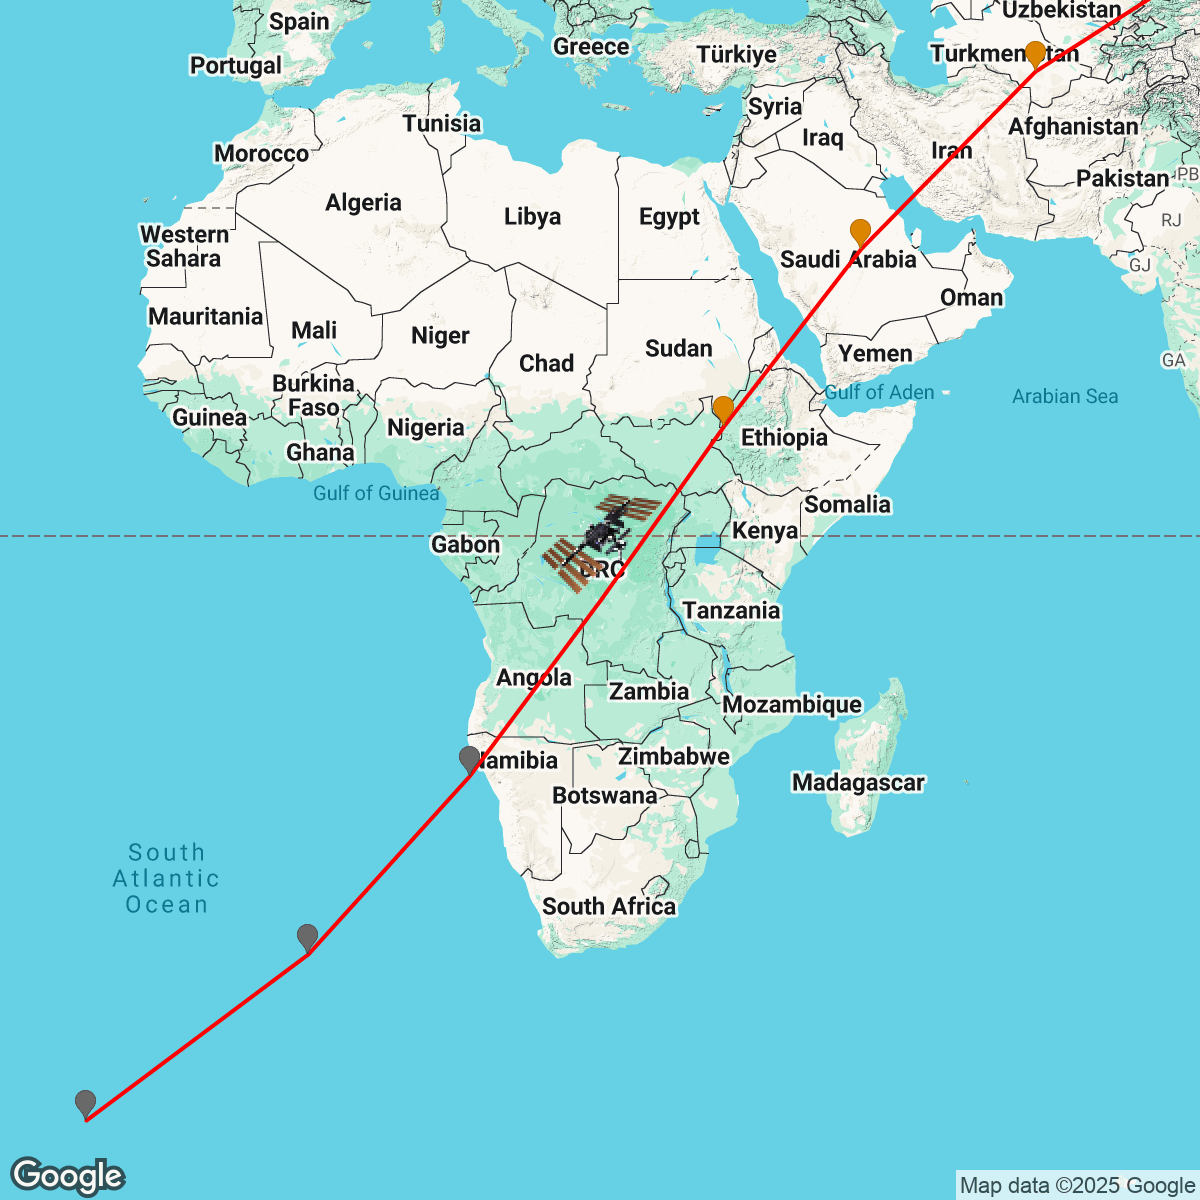 Uzbekistan
Spain
Greece
Türkiye
Turkmenistan
Portugal
Syria
Tunisia
Afghanistan
Iraq
Morocco
Iran
Pakistan
PB
Algeria
Libya
Egypt
RJ
Western
Sahara
Saudi Arabia
GJ
Oman
Mauritania
Mali
Niger
Sudan
Yemen
GA
Chad
Burkina
Faso
Gulf of Aden
Arabian Sea
Guinea
Nigeria
Ethiopia
Ghana
Gulf of Guinea
Somalia
Kenya
Gabon
DRC
Tanzania
Angola
Zambia
Mozambique
Namibia
Zimbabwe
Madagascar
Botswana
South
Atlantic
Ocean
South Africa
Google
Map data ©2025 Google